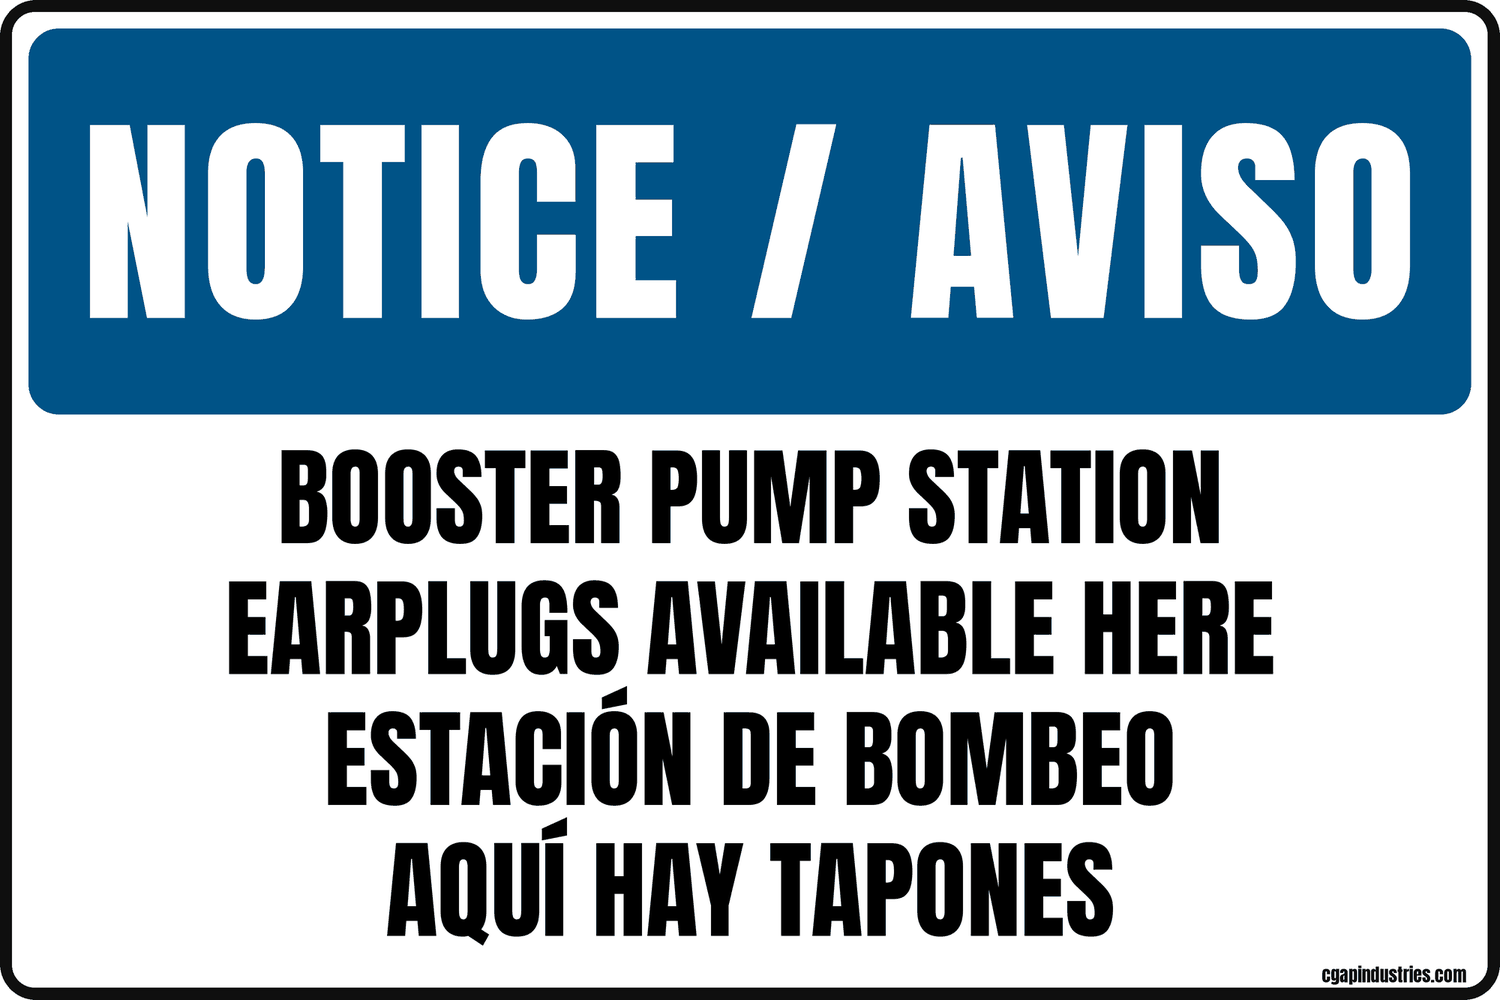 NOTICE / AVISO
BOOSTER PUMP STATION
EARPLUGS AVAILABLE HERE
ESTACIÓN DE BOMBEO
AQUÍ HAY TAPONES
cgapindustries.com